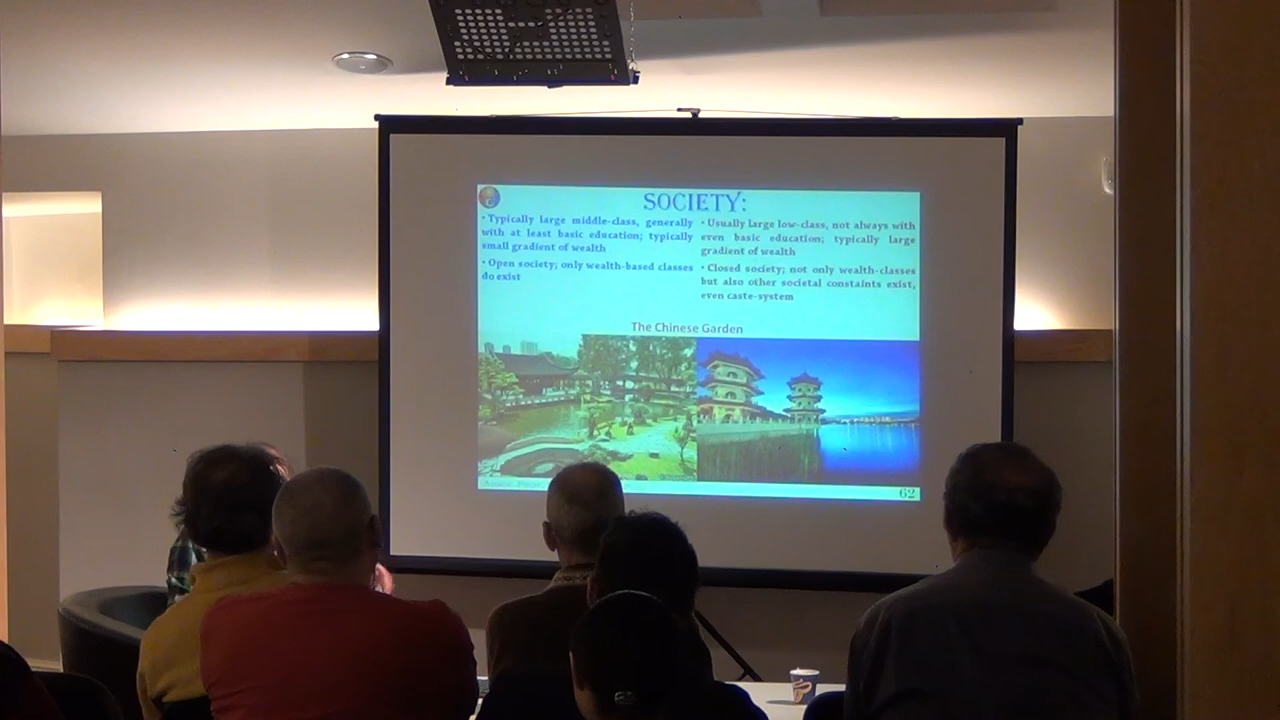 SOCIETY:
• Typically large middle-class, generally
with at least basic education; typically
small gradient of wealth
• Open society; only wealth-based classes
do exist
• Usually large low-class, not always with
even basic education; typically large
gradient of wealth
• Closed society; not only wealth-classes
but also other societal constaints exist,
even caste-system
The Chinese Garden
62